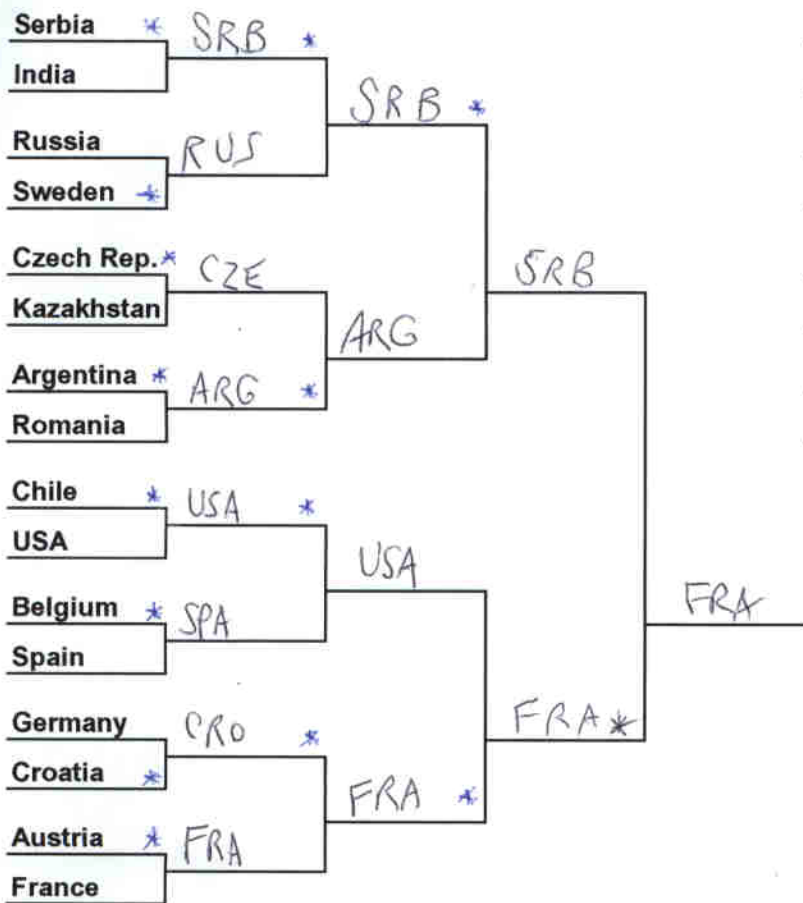 Serbia *
India
Russia
Sweden *
Czech Rep. *
Kazakhstan
Argentina *
Romania
Chile *
USA
Belgium *
Spain
Germany
Croatia *
Austria *
France
SRB *
RUS
CZE
ARG *
USA *
SPA
CRO *
FRA
SRB *
ARG
USA
FRA *
SRB
FRA *
FRA